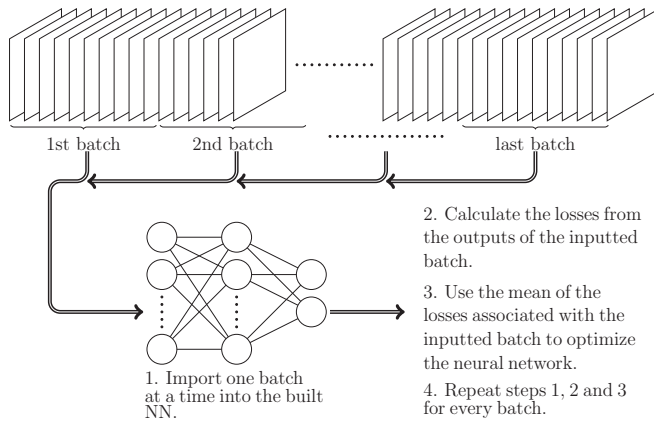 1st batch
2nd batch
last batch
2. Calculate the losses from
the outputs of the inputted
batch.
3. Use the mean of the
losses associated with the
inputted batch to optimize
the neural network.
4. Repeat steps 1, 2 and 3
for every batch.
1. Import one batch
at a time into the built
NN.